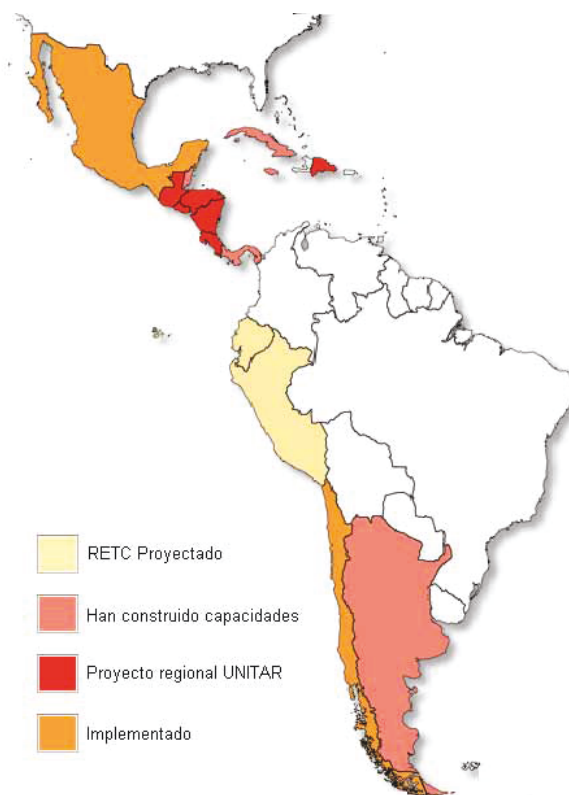 RETC Proyectado
Han construido capacidades
Proyecto regional UNITAR
Implementado